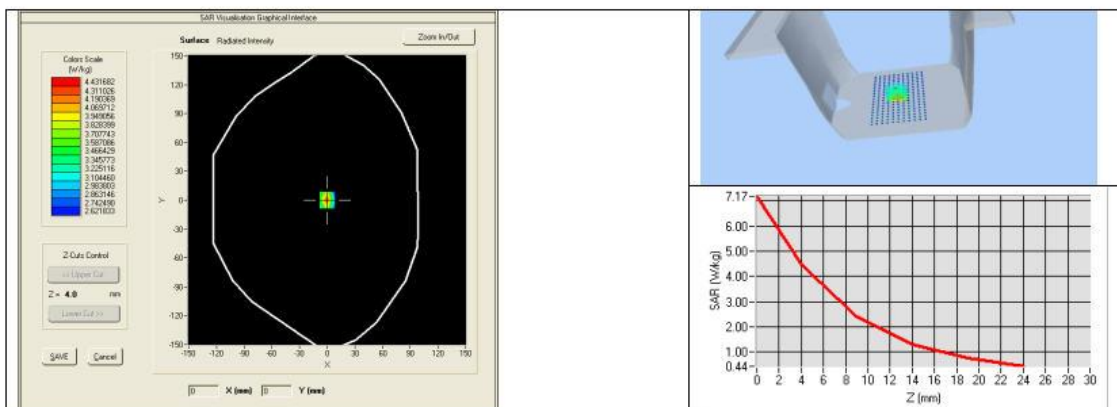 SAR Visualisation Graphical Interface
Surface Radiated Intensity
Zoom In/Out
Colors Scale
(W/kg)
4.431682
4.311026
4.190369
4.069712
3.949056
3.828399
3.707743
3.587086
3.466429
3.345773
3.225116
3.104460
2.983803
2.863146
2.742490
2.621833
Z Cuts Control
<< Upper Cut
Z = 4.0 mm
Lower Cut >>
SAVE Cancel
150
120
90
60
30
0
-30
-60
-90
-120
-150
Y
-150 -120 -90 -60 -30 0 30 60 90 120 150
X
0 X (mm) 0 Y (mm)
7.17
6.00
5.00
4.00
3.00
2.00
1.00
0.44
SAR (W/kg)
0 2 4 6 8 10 12 14 16 18 20 22 24 26 28 30
Z (mm)